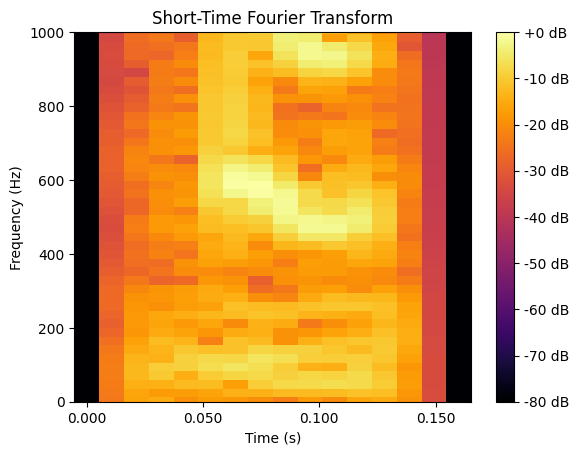 Short-Time Fourier Transform
1000
800
600
400
200
0
Frequency (Hz)
0.000
0.050
0.100
0.150
Time (s)
+0 dB
-10 dB
-20 dB
-30 dB
-40 dB
-50 dB
-60 dB
-70 dB
-80 dB